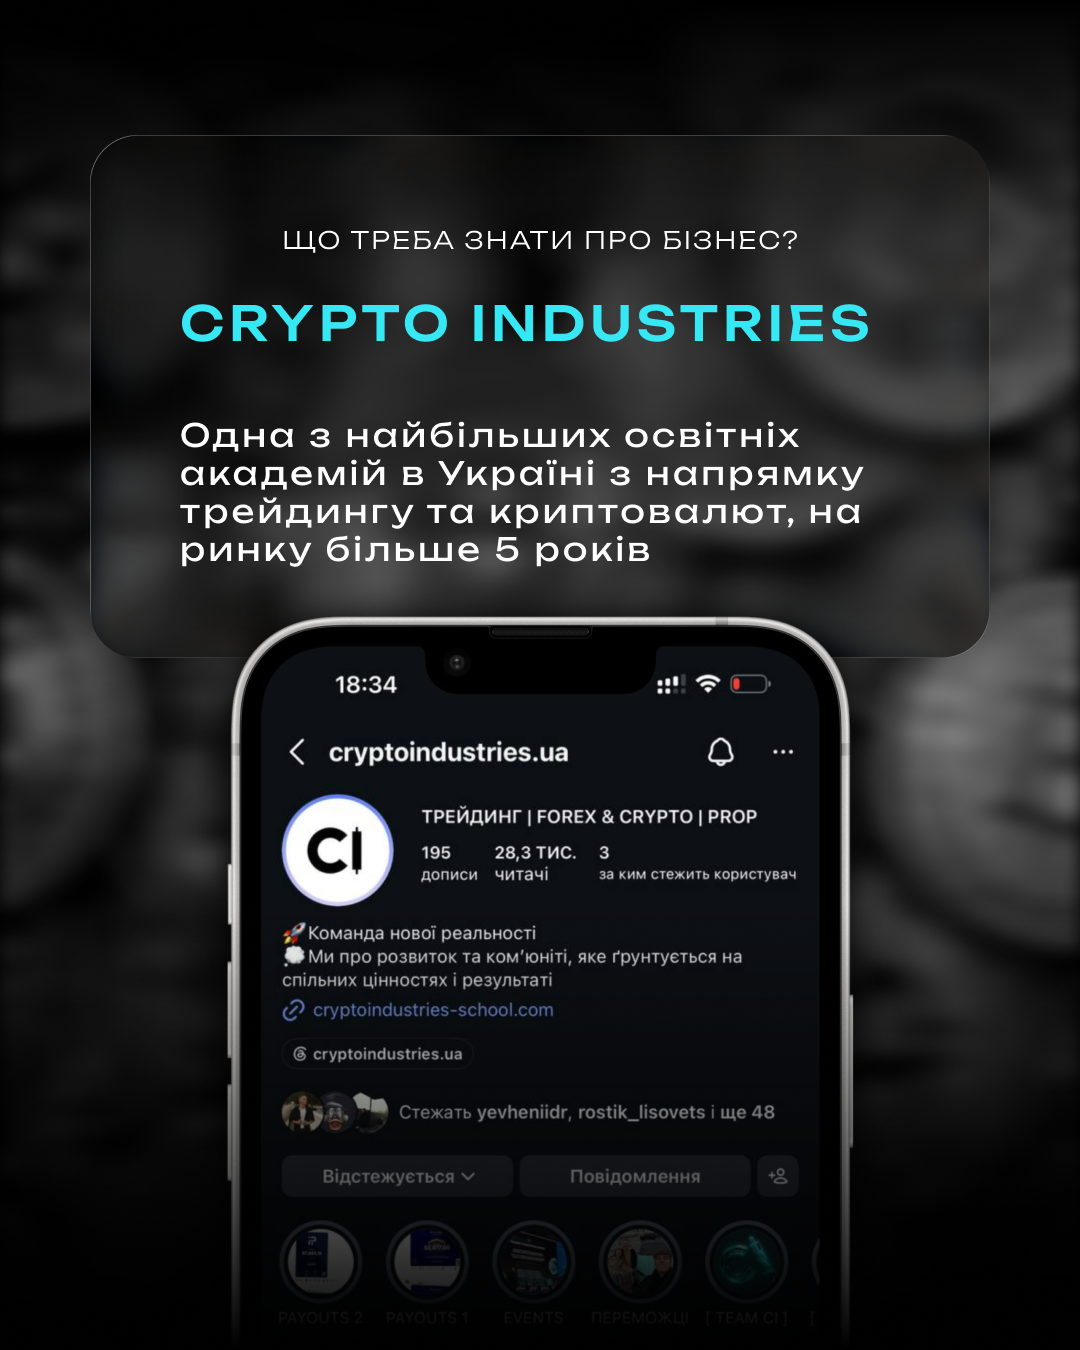 ЩО ТРЕБА ЗНАТИ ПРО БІЗНЕС?
CRYPTO INDUSTRIES
Одна з найбільших освітніх
академій в Україні з напрямку
трейдингу та криптовалют, на
ринку більше 5 років
18:34
cryptoindustries.ua
CI
ТРЕЙДИНГ | FOREX & CRYPTO | PROP
195 28,3 ТИС. 3
дописи читачі за ким стежить користувач
🚀Команда нової реальності
💭Ми про розвиток та ком’юніті, яке ґрунтується на
спільних цінностях і результаті
cryptoindustries-school.com
cryptoindustries.ua
Стежать yevheniidr, rostik_lisovets і ще 48
Відстежується Повідомлення
PAYOUTS 2 PAYOUTS 1 EVENTS ПЕРЕМОЖЦІ [ TEAM CI ]